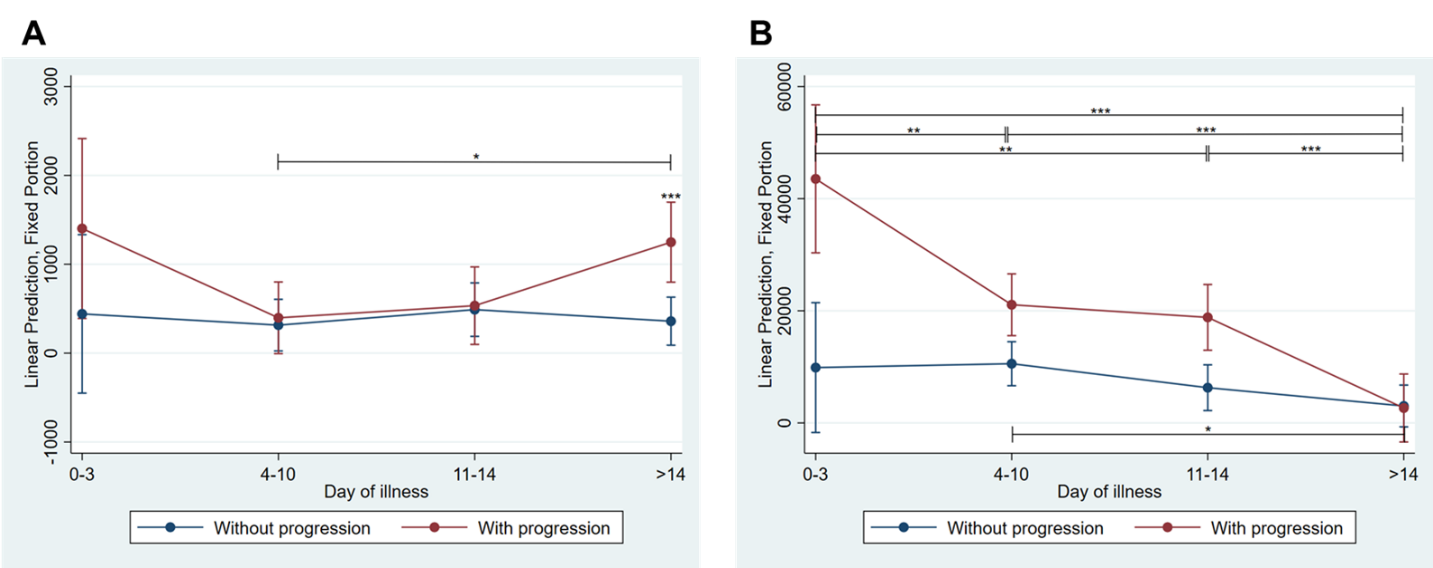 A
Linear Prediction, Fixed Portion
3000
2000
1000
0
-1000
*
***
0-3 4-10 11-14 >14
Day of illness
Without progression With progression
B
Linear Prediction, Fixed Portion
60000
40000
20000
0
***
** ***
** ***
*
0-3 4-10 11-14 >14
Day of illness
Without progression With progression